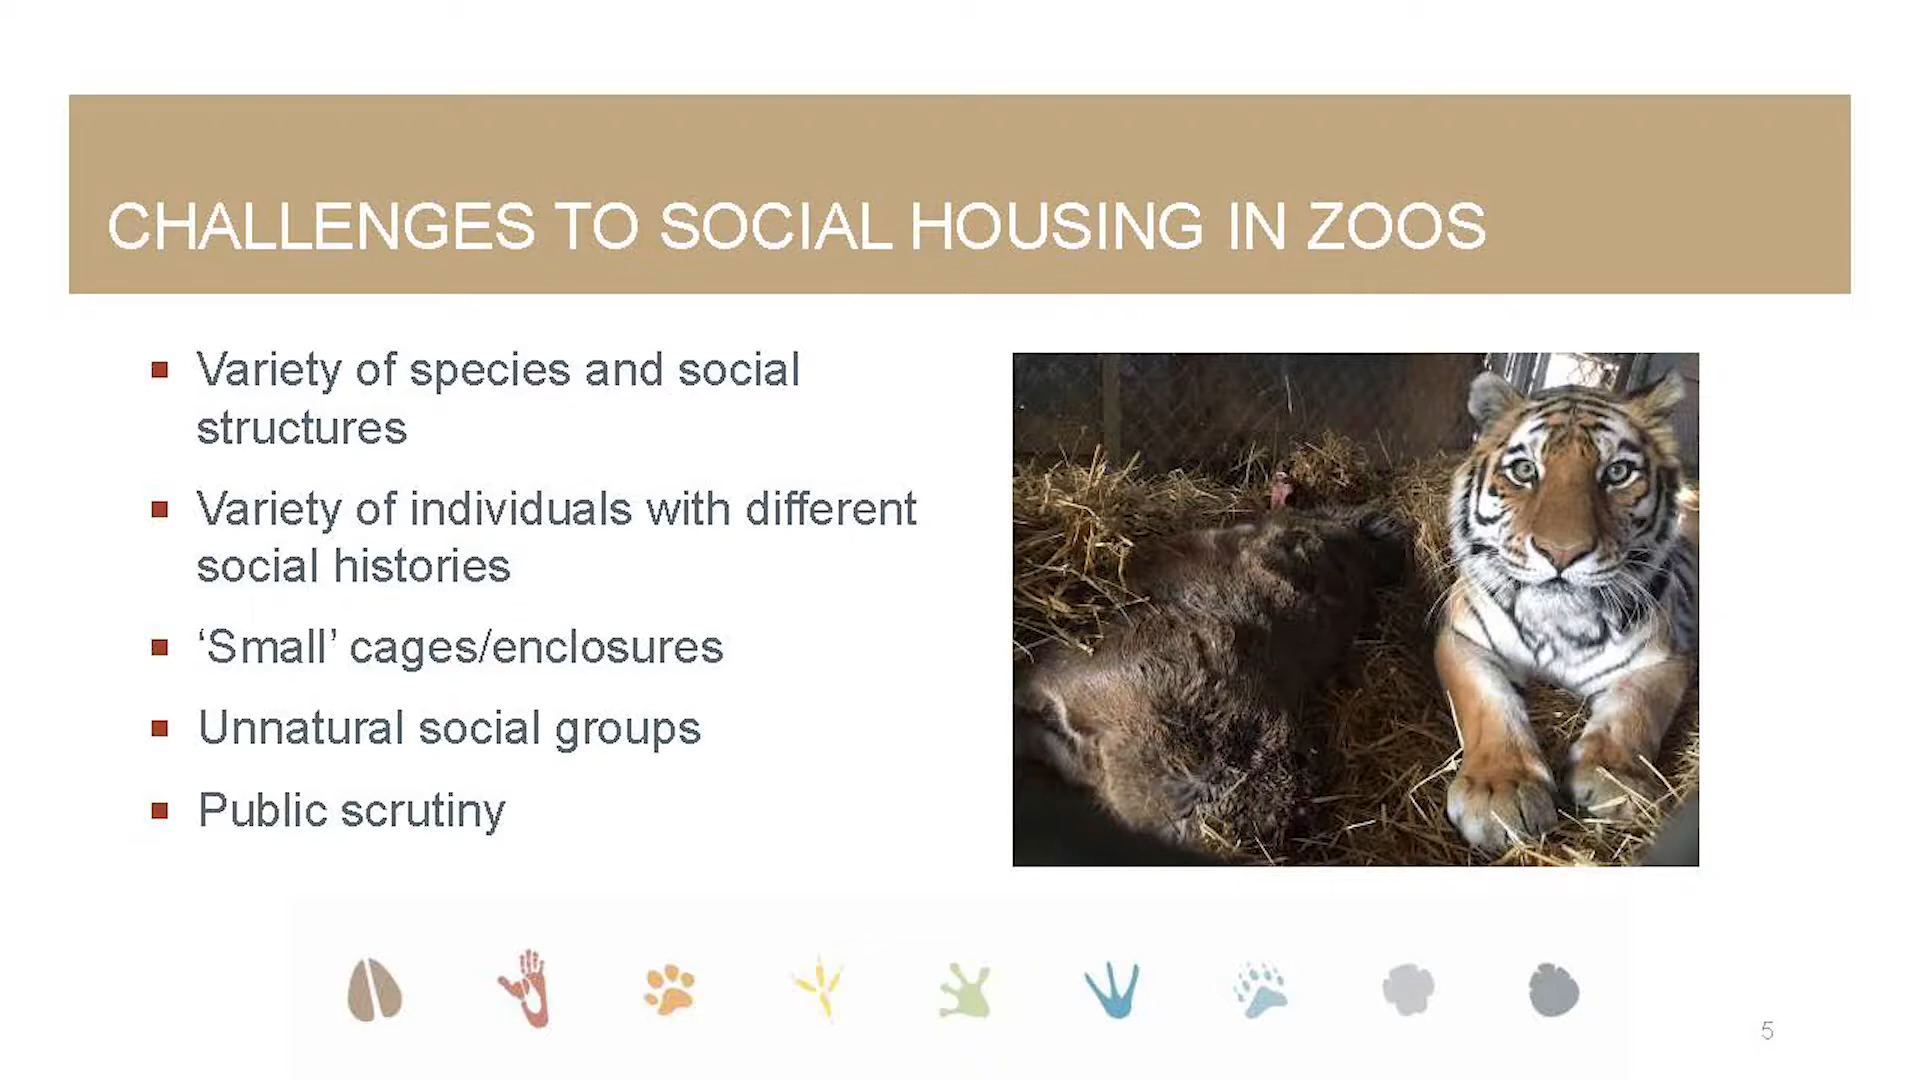 CHALLENGES TO SOCIAL HOUSING IN ZOOS
Variety of species and social
structures
Variety of individuals with different
social histories
‘Small’ cages/enclosures
Unnatural social groups
Public scrutiny
5